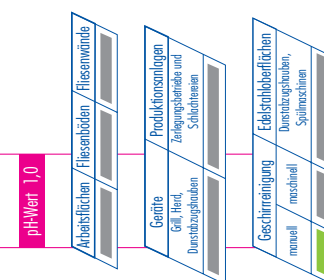 pH-Wert 1,0
Arbeitsflächen
Fliesenböden
Fliesenwände
Geräte
Grill, Herd,
Dunstabzugshauben
Produktionsanlagen
Zerlegungsbetriebe und
Schlachtereien
Geschirrreinigung
manuell
maschinell
Edelstahloberflächen
Dunstabzugshauben,
Spülmaschinen